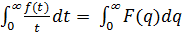 ∫₀^∞ f(t)/t dt = ∫₀^∞ F(q)dq